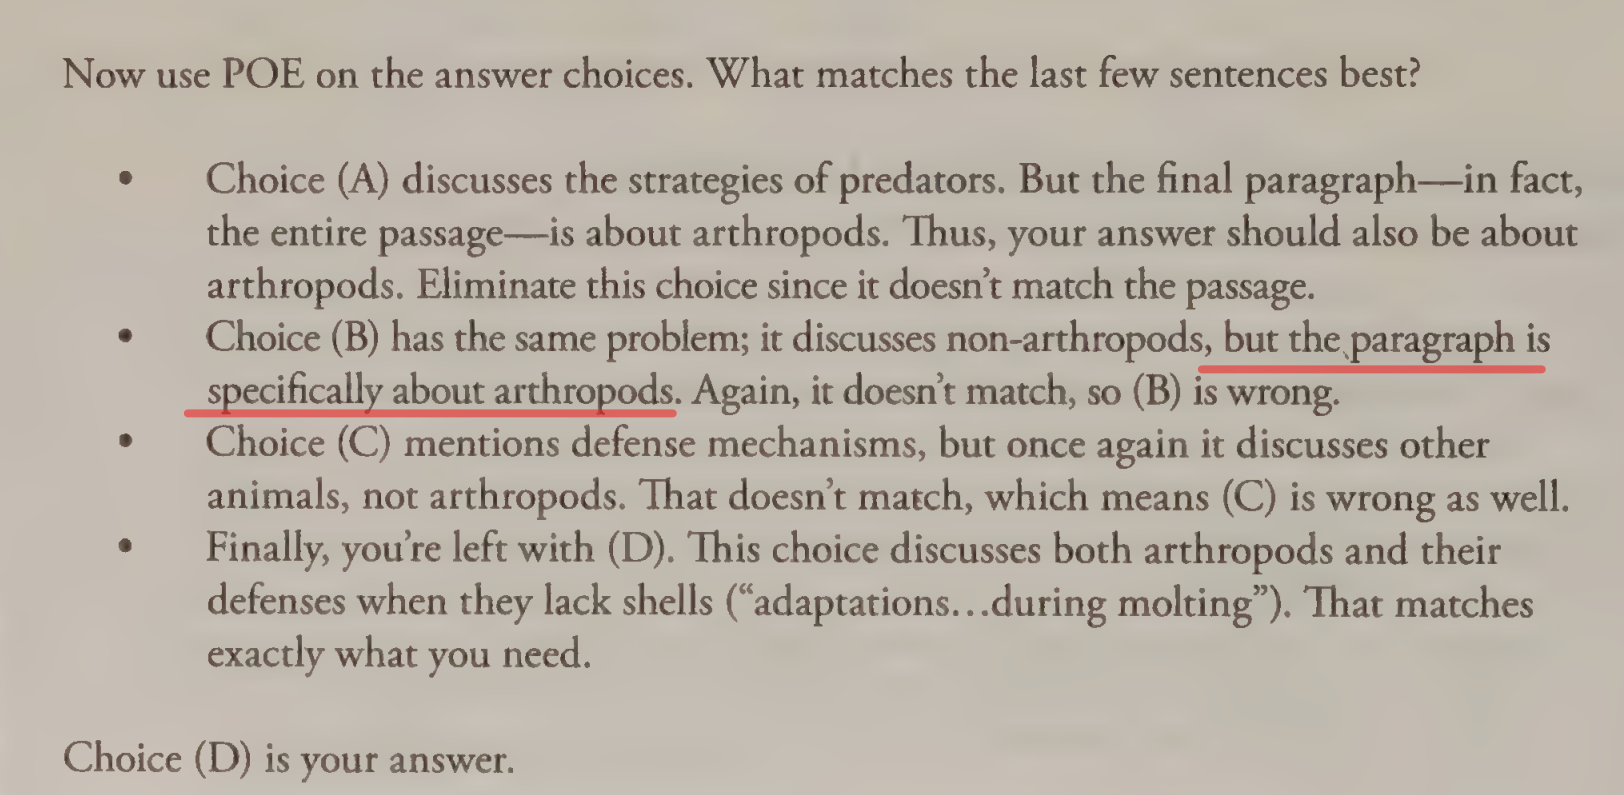 Now use POE on the answer choices. What matches the last few sentences best?
• Choice (A) discusses the strategies of predators. But the final paragraph—in fact,
the entire passage—is about arthropods. Thus, your answer should also be about
arthropods. Eliminate this choice since it doesn't match the passage.
• Choice (B) has the same problem; it discusses non-arthropods, but the paragraph is
specifically about arthropods. Again, it doesn't match, so (B) is wrong.
• Choice (C) mentions defense mechanisms, but once again it discusses other
animals, not arthropods. That doesn't match, which means (C) is wrong as well.
• Finally, you're left with (D). This choice discusses both arthropods and their
defenses when they lack shells (“adaptations...during molting”). That matches
exactly what you need.
Choice (D) is your answer.